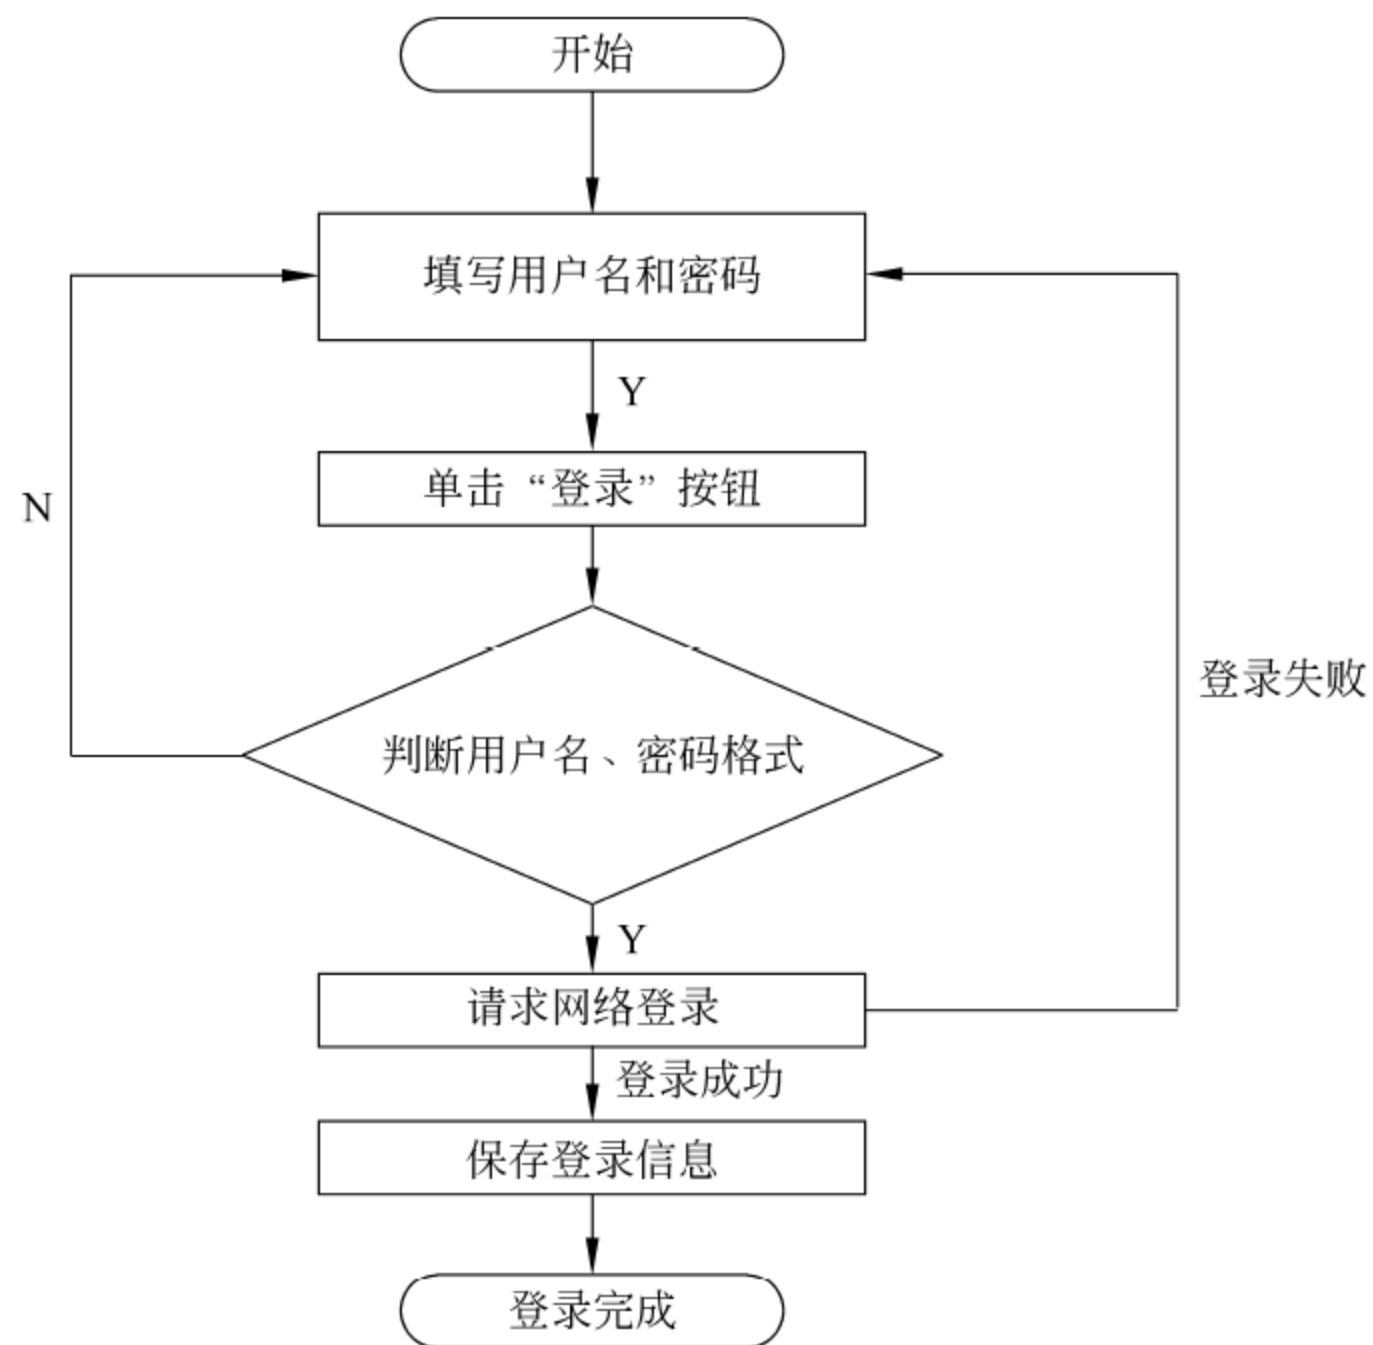 开始
填写用户名和密码
Y
单击“登录”按钮
N
登录失败
判断用户名、密码格式
Y
请求网络登录
登录成功
保存登录信息
登录完成